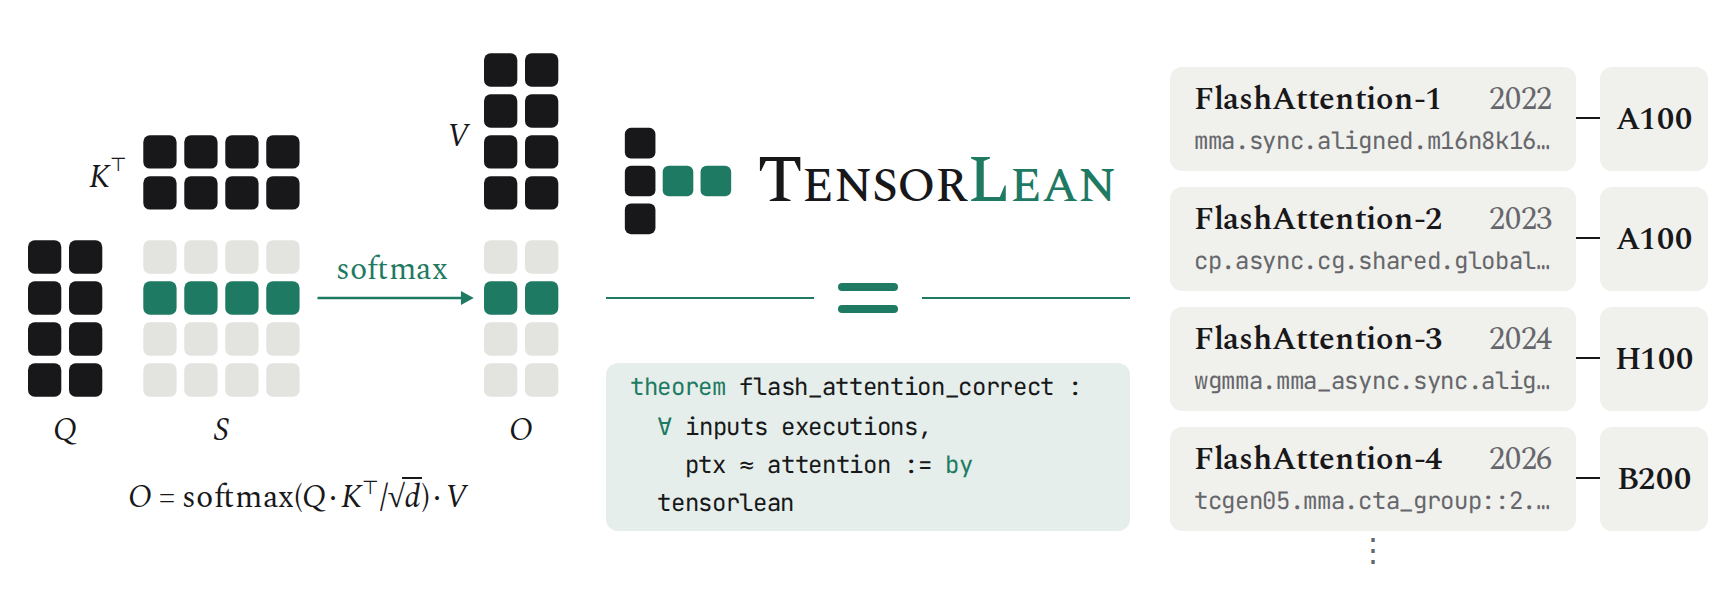 K⊤
V
Q
S
softmax
O
O = softmax(Q · K⊤/√d) · V
TENSORLEAN
=
theorem flash_attention_correct :
∀ inputs executions,
ptx ≈ attention := by
tensorlean
FlashAttention-1 2022
mma.sync.aligned.m16n8k16…
A100
FlashAttention-2 2023
cp.async.cg.shared.global…
A100
FlashAttention-3 2024
wgmma.mma_async.sync.alig…
H100
FlashAttention-4 2026
tcgen05.mma.cta_group::2.…
B200
⋮